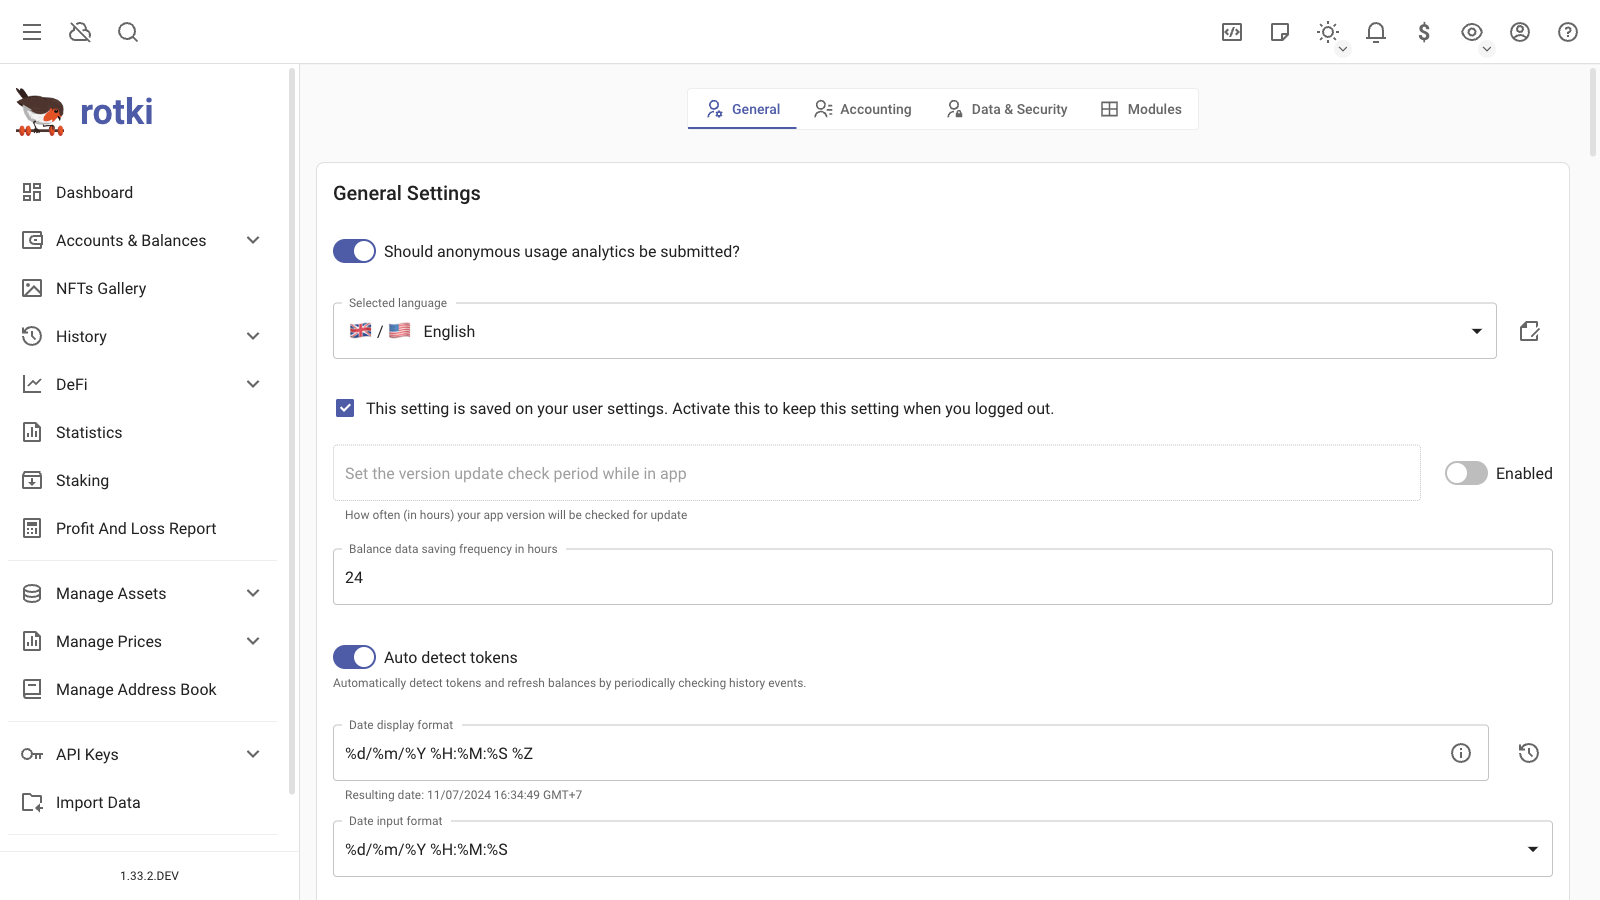 rotki
Dashboard
Accounts & Balances
NFTs Gallery
History
DeFi
Statistics
Staking
Profit And Loss Report
Manage Assets
Manage Prices
Manage Address Book
API Keys
Import Data
1.33.2.DEV
General
Accounting
Data & Security
Modules
General Settings
Should anonymous usage analytics be submitted?
Selected language
/ English
This setting is saved on your user settings. Activate this to keep this setting when you logged out.
Set the version update check period while in app
Enabled
How often (in hours) your app version will be checked for update
Balance data saving frequency in hours
24
Auto detect tokens
Automatically detect tokens and refresh balances by periodically checking history events.
Date display format
%d/%m/%Y %H:%M:%S %Z
Resulting date: 11/07/2024 16:34:49 GMT+7
Date input format
%d/%m/%Y %H:%M:%S